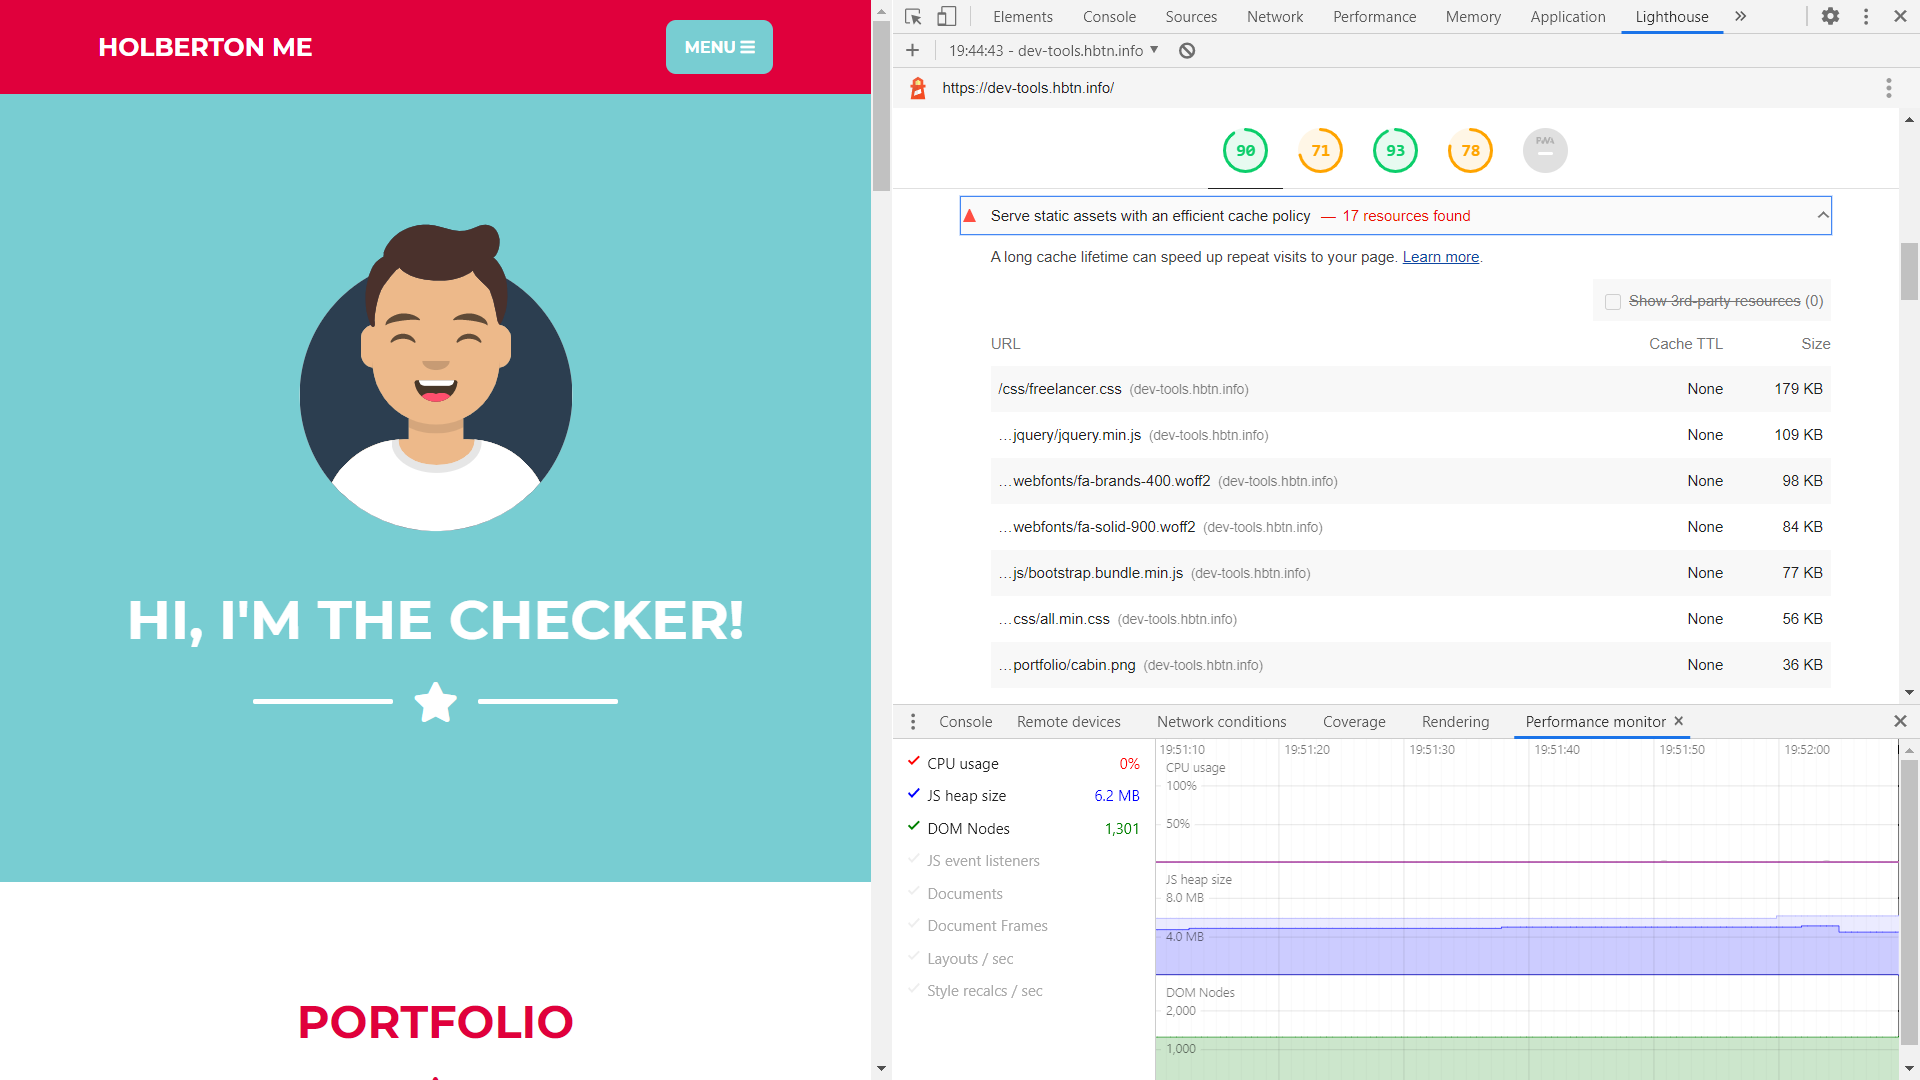 HOLBERTON ME
MENU
HI, I'M THE CHECKER!
PORTFOLIO
Elements Console Sources Network Performance Memory Application Lighthouse
19:44:43 - dev-tools.hbtn.info
https://dev-tools.hbtn.info/
90 71 93 78 PWA
Serve static assets with an efficient cache policy — 17 resources found
A long cache lifetime can speed up repeat visits to your page. Learn more.
Show 3rd-party resources (0)
URL Cache TTL Size
/css/freelancer.css (dev-tools.hbtn.info) None 179 KB
…jquery/jquery.min.js (dev-tools.hbtn.info) None 109 KB
…webfonts/fa-brands-400.woff2 (dev-tools.hbtn.info) None 98 KB
…webfonts/fa-solid-900.woff2 (dev-tools.hbtn.info) None 84 KB
…js/bootstrap.bundle.min.js (dev-tools.hbtn.info) None 77 KB
…css/all.min.css (dev-tools.hbtn.info) None 56 KB
…portfolio/cabin.png (dev-tools.hbtn.info) None 36 KB
Console Remote devices Network conditions Coverage Rendering Performance monitor
CPU usage 0%
JS heap size 6.2 MB
DOM Nodes 1,301
JS event listeners
Documents
Document Frames
Layouts / sec
Style recalcs / sec
19:51:10 19:51:20 19:51:30 19:51:40 19:51:50 19:52:00
CPU usage
100%
50%
JS heap size
8.0 MB
4.0 MB
DOM Nodes
2,000
1,000